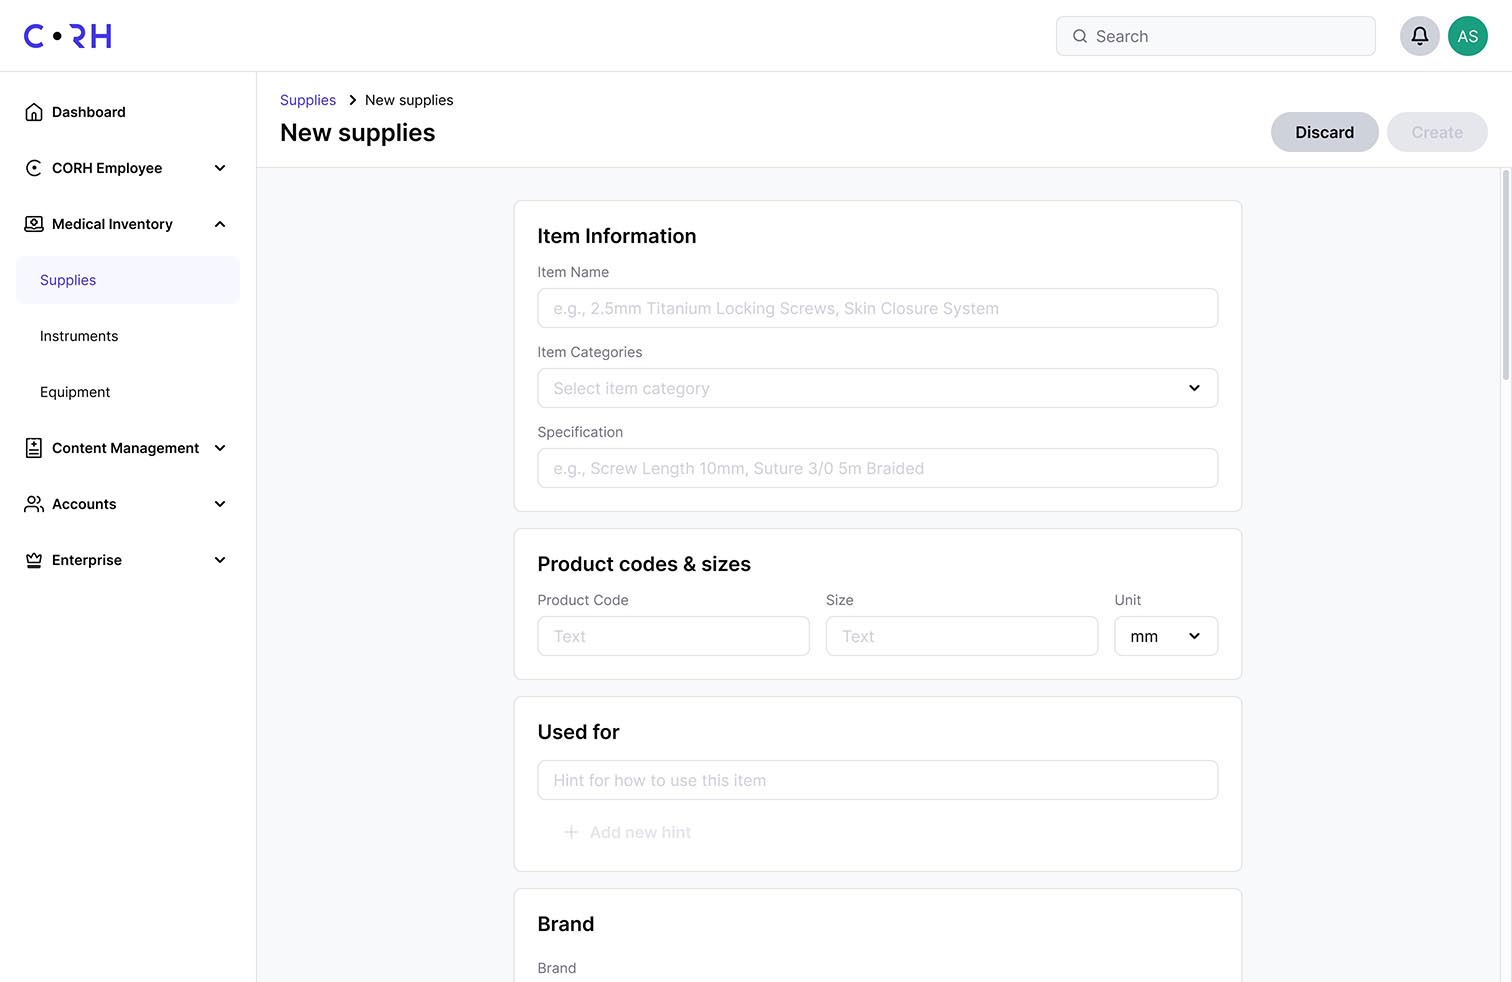 C•RH
Search
AS
Dashboard
CORH Employee
Medical Inventory
Supplies
Instruments
Equipment
Content Management
Accounts
Enterprise
Supplies > New supplies
New supplies
Discard
Create
Item Information
Item Name
e.g., 2.5mm Titanium Locking Screws, Skin Closure System
Item Categories
Select item category
Specification
e.g., Screw Length 10mm, Suture 3/0 5m Braided
Product codes & sizes
Product Code Size Unit
Text Text mm
Used for
Hint for how to use this item
+ Add new hint
Brand
Brand